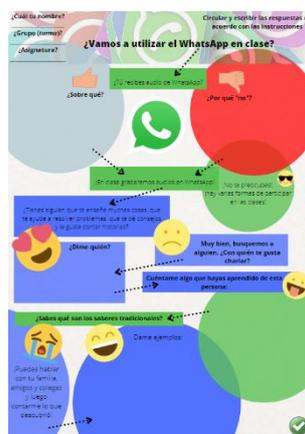 ¿Cuál tu nombre?
¿Grupo (turma)?
¿Asignatura?
Circular y escribir las respuestas
acuerdo con las instrucciones
¿Vamos a utilizar el WhatsApp en clase?
¿Tú recibes audio de WhatsApp?
¿Sobre qué?
¿Por qué "no"?
¿En clase grabaremos audios en WhatsApp!
¡No te preocupes!
¡Hay varias formas de participar
en las clases!
¿Tienes alguien que te enseñe muchas cosas, que
te ayude a resolver problemas, que te dé consejos
y le gusta contar historias?
¿Dime quién?
Muy bien, busquemos a
alguien. ¿Con quién te gusta
charlar?
Cuéntame algo que hayas aprendido de esta
persona:
¿Sabes qué son los saberes tradicionales?
Dame ejemplos:
¡Puedes hablar
con tu familia,
amigos y colegas
y luego
contarme lo que
descubrió!